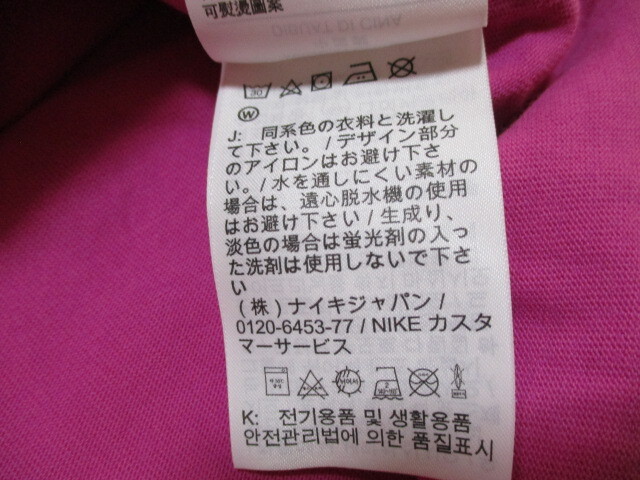 可熨燙圖案
30
W
J: 同系色の衣料と洗濯し
て下さい。/ デザイン部分
のアイロンはお避け下さ
い。/ 水を通しにくい素材の
場合は、遠心脱水機の使用
はお避け下さい / 生成り、
淡色の場合は蛍光剤の入っ
た洗剤は使用しないで下さ
い
(株) ナイキジャパン /
0120-6453-77 / NIKE カスタ
マーサービス
K: 전기용품 및 생활용품
안전관리법에 의한 품질표시